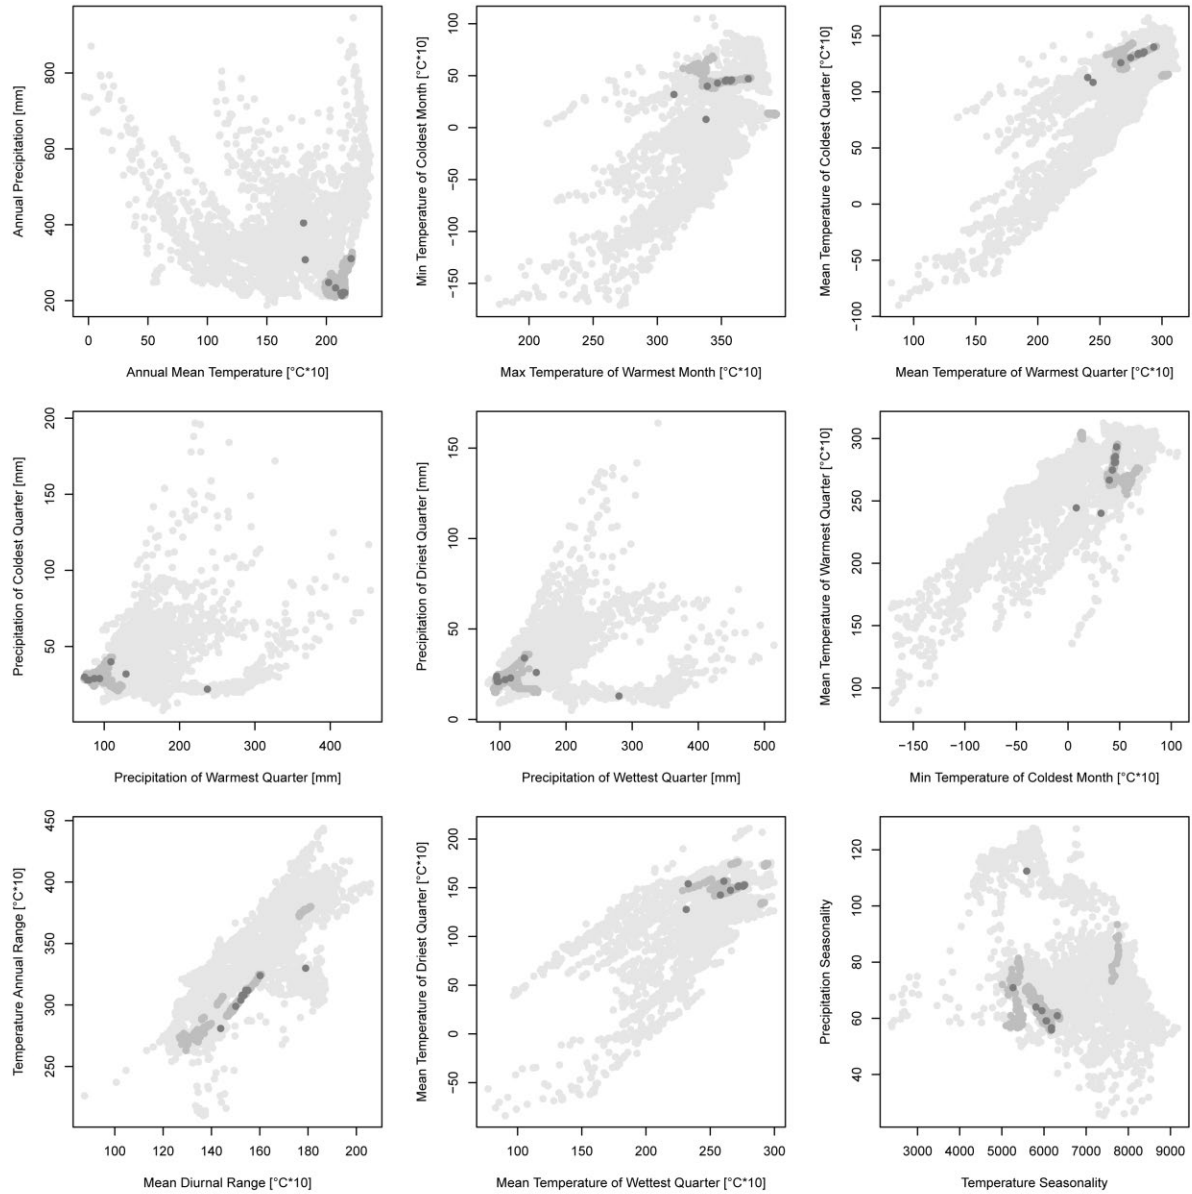 Annual Precipitation [mm]
200 400 600 800
0 50 100 150 200
Annual Mean Temperature [°C*10]
Min Temperature of Coldest Month [°C*10]
−150 −100 −50 0 50 100
200 250 300 350
Max Temperature of Warmest Month [°C*10]
Mean Temperature of Coldest Quarter [°C*10]
−100 −50 0 50 100 150
100 150 200 250 300
Mean Temperature of Warmest Quarter [°C*10]
Precipitation of Coldest Quarter [mm]
50 100 150 200
100 200 300 400
Precipitation of Warmest Quarter [mm]
Precipitation of Driest Quarter [mm]
0 50 100 150
100 200 300 400 500
Precipitation of Wettest Quarter [mm]
Mean Temperature of Warmest Quarter [°C*10]
100 150 200 250 300
−150 −100 −50 0 50 100
Min Temperature of Coldest Month [°C*10]
Temperature Annual Range [°C*10]
250 300 350 400 450
100 120 140 160 180 200
Mean Diurnal Range [°C*10]
Mean Temperature of Driest Quarter [°C*10]
−50 0 50 100 150 200
100 150 200 250 300
Mean Temperature of Wettest Quarter [°C*10]
Precipitation Seasonality
40 60 80 100 120
3000 4000 5000 6000 7000 8000 9000
Temperature Seasonality